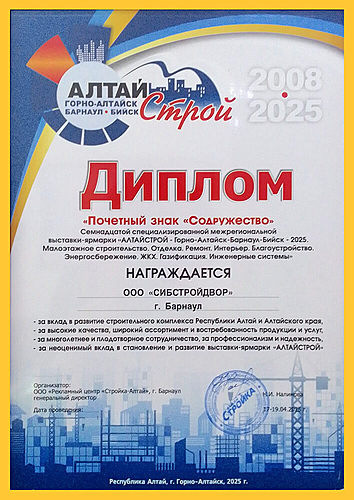 АЛТАЙ
ГОРНО-АЛТАЙСК
БАРНАУЛ • БИЙСК
Строй
2008
2025
Диплом
«Почетный знак «Содружество»
Семнадцатой специализированной межрегиональной
выставки-ярмарки «АЛТАЙСТРОЙ - Горно-Алтайск-Барнаул-Бийск - 2025.
Малоэтажное строительство. Отделка. Ремонт. Интерьер. Благоустройство.
Энергосбережение. ЖКХ. Газификация. Инженерные системы»
НАГРАЖДАЕТСЯ
ООО «СИБСТРОЙДВОР»
г. Барнаул
- за вклад в развитие строительного комплекса Республики Алтай и Алтайского края,
- за высокие качества, широкий ассортимент и востребованность продукции и услуг,
- за многолетнее и плодотворное сотрудничество, за профессионализм и надежность,
- за неоценимый вклад в становление и развитие выставки-ярмарки «АЛТАЙСТРОЙ»
Организатор:
ООО «Рекламный центр «Стройка-Алтай», г. Барнаул
генеральный директор
Н.И. Налимова
СТРОЙКА
Дата проведения:
17-19.04.2025 г.
Республика Алтай, г. Горно-Алтайск, 2025 г.